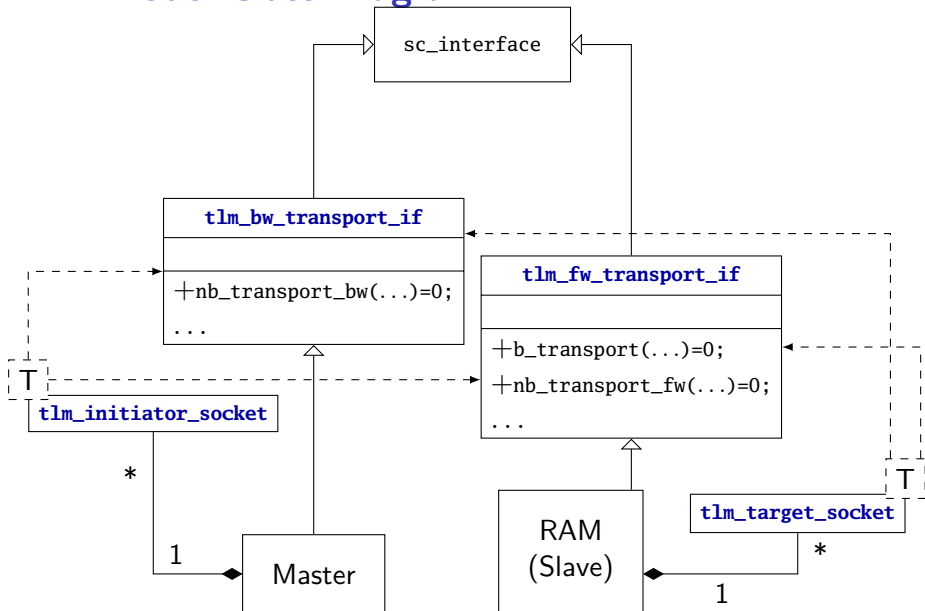 sc_interface
tlm_bw_transport_if
+nb_transport_bw(...)=0;
...
tlm_fw_transport_if
+b_transport(...)=0;
+nb_transport_fw(...)=0;
...
T
tlm_initiator_socket
*
1
Master
RAM
(Slave)
T
tlm_target_socket
*
1